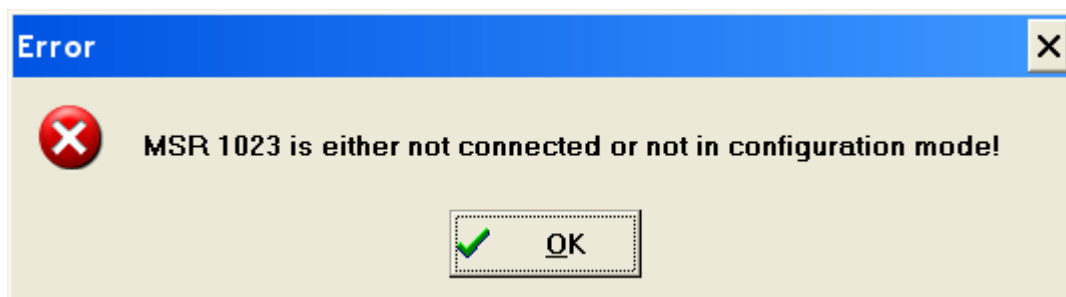 Error
MSR 1023 is either not connected or not in configuration mode!
OK